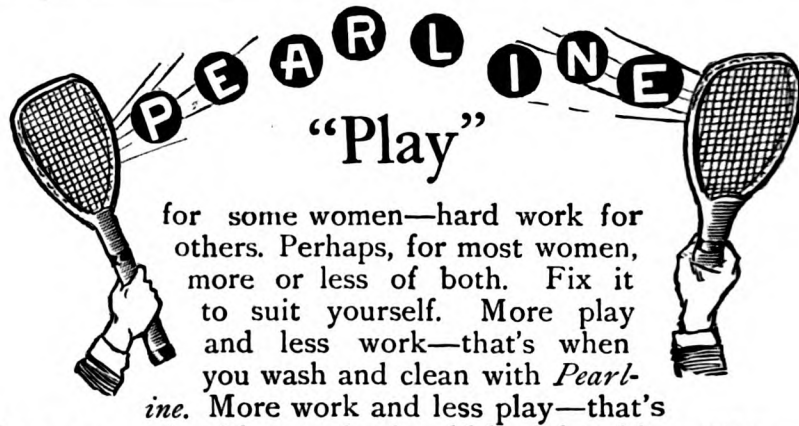 PEARLINE
“Play”
for some women—hard work for
others. Perhaps, for most women,
more or less of both. Fix it
to suit yourself. More play
and less work—that's when
you wash and clean with Pearl-
ine. More work and less play—that's